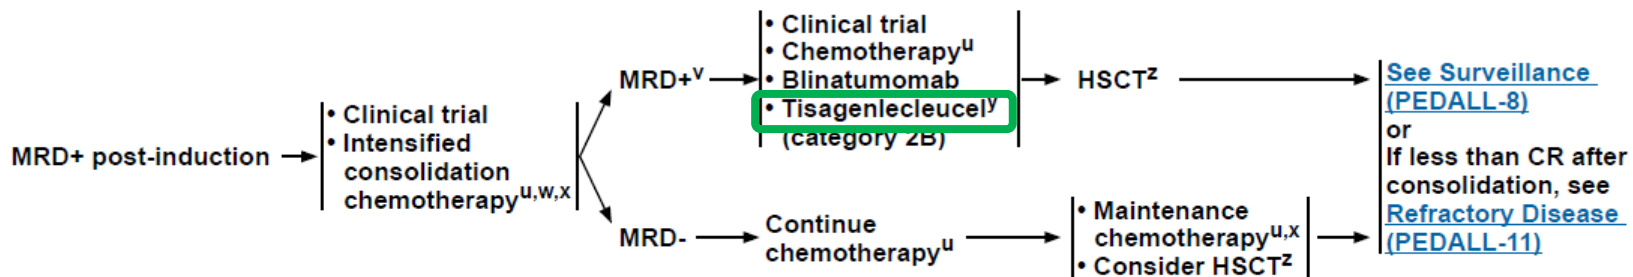 MRD+ post-induction
• Clinical trial
• Intensified
consolidation
chemotherapyu,w,x
MRD+v
• Clinical trial
• Chemotherapyu
• Blinatumomab
• Tisagenlecleucely
(category 2B)
HSCTz
MRD-
Continue
chemotherapyu
• Maintenance
chemotherapyu,x
• Consider HSCTz
See Surveillance
(PEDALL-8)
or
If less than CR after
consolidation, see
Refractory Disease
(PEDALL-11)